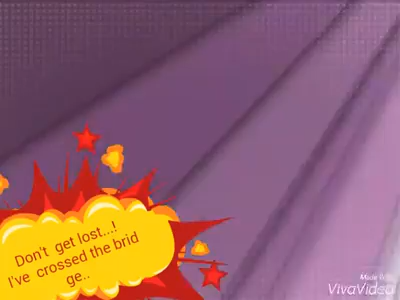 Don't get lost...!
I've crossed the brid
ge..
Made With
VivaVideo